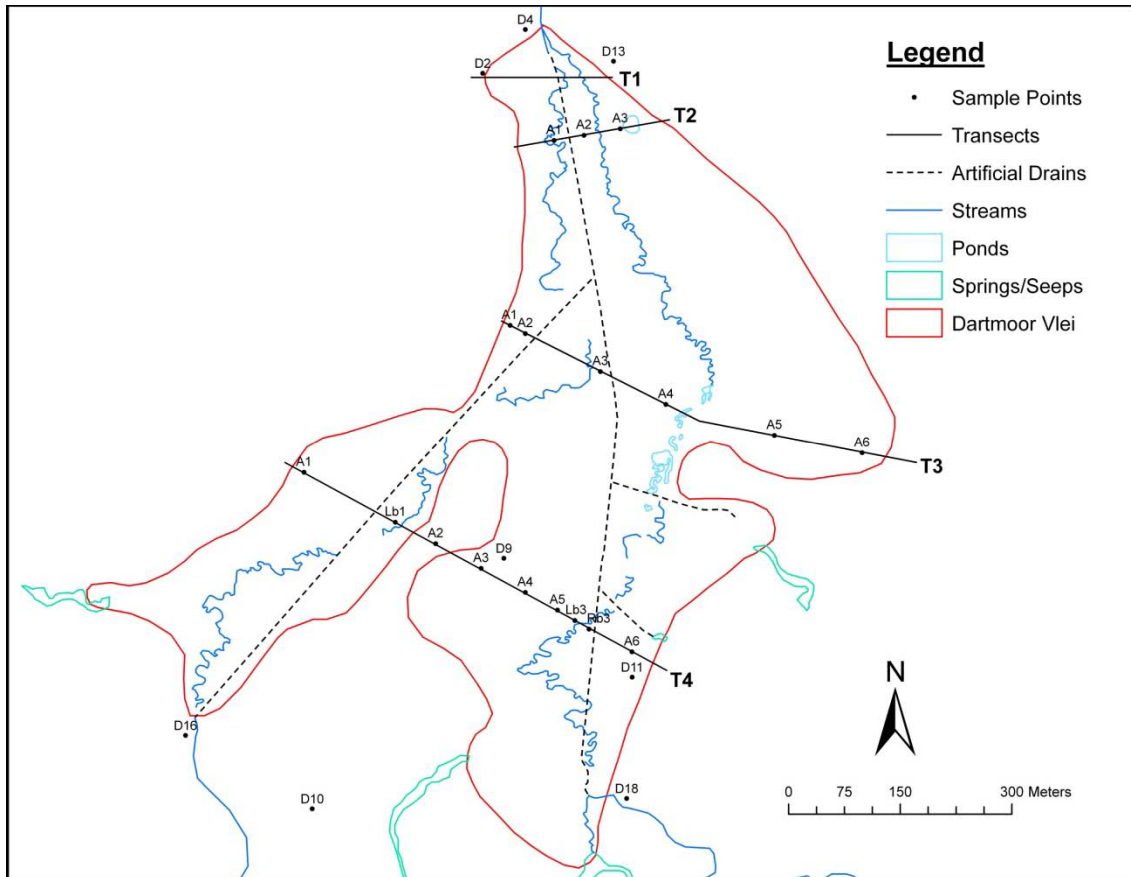 D4
D13
D2
T1
T2
A1
A2
A3
A1
A2
A3
A4
A5
A6
T3
A1
Lb1
A2
A3
D9
A4
A5
Lb3
Rb3
A6
D11
T4
D16
D10
D18
Legend
Sample Points
Transects
Artificial Drains
Streams
Ponds
Springs/Seeps
Dartmoor Vlei
N
0 75 150 300 Meters